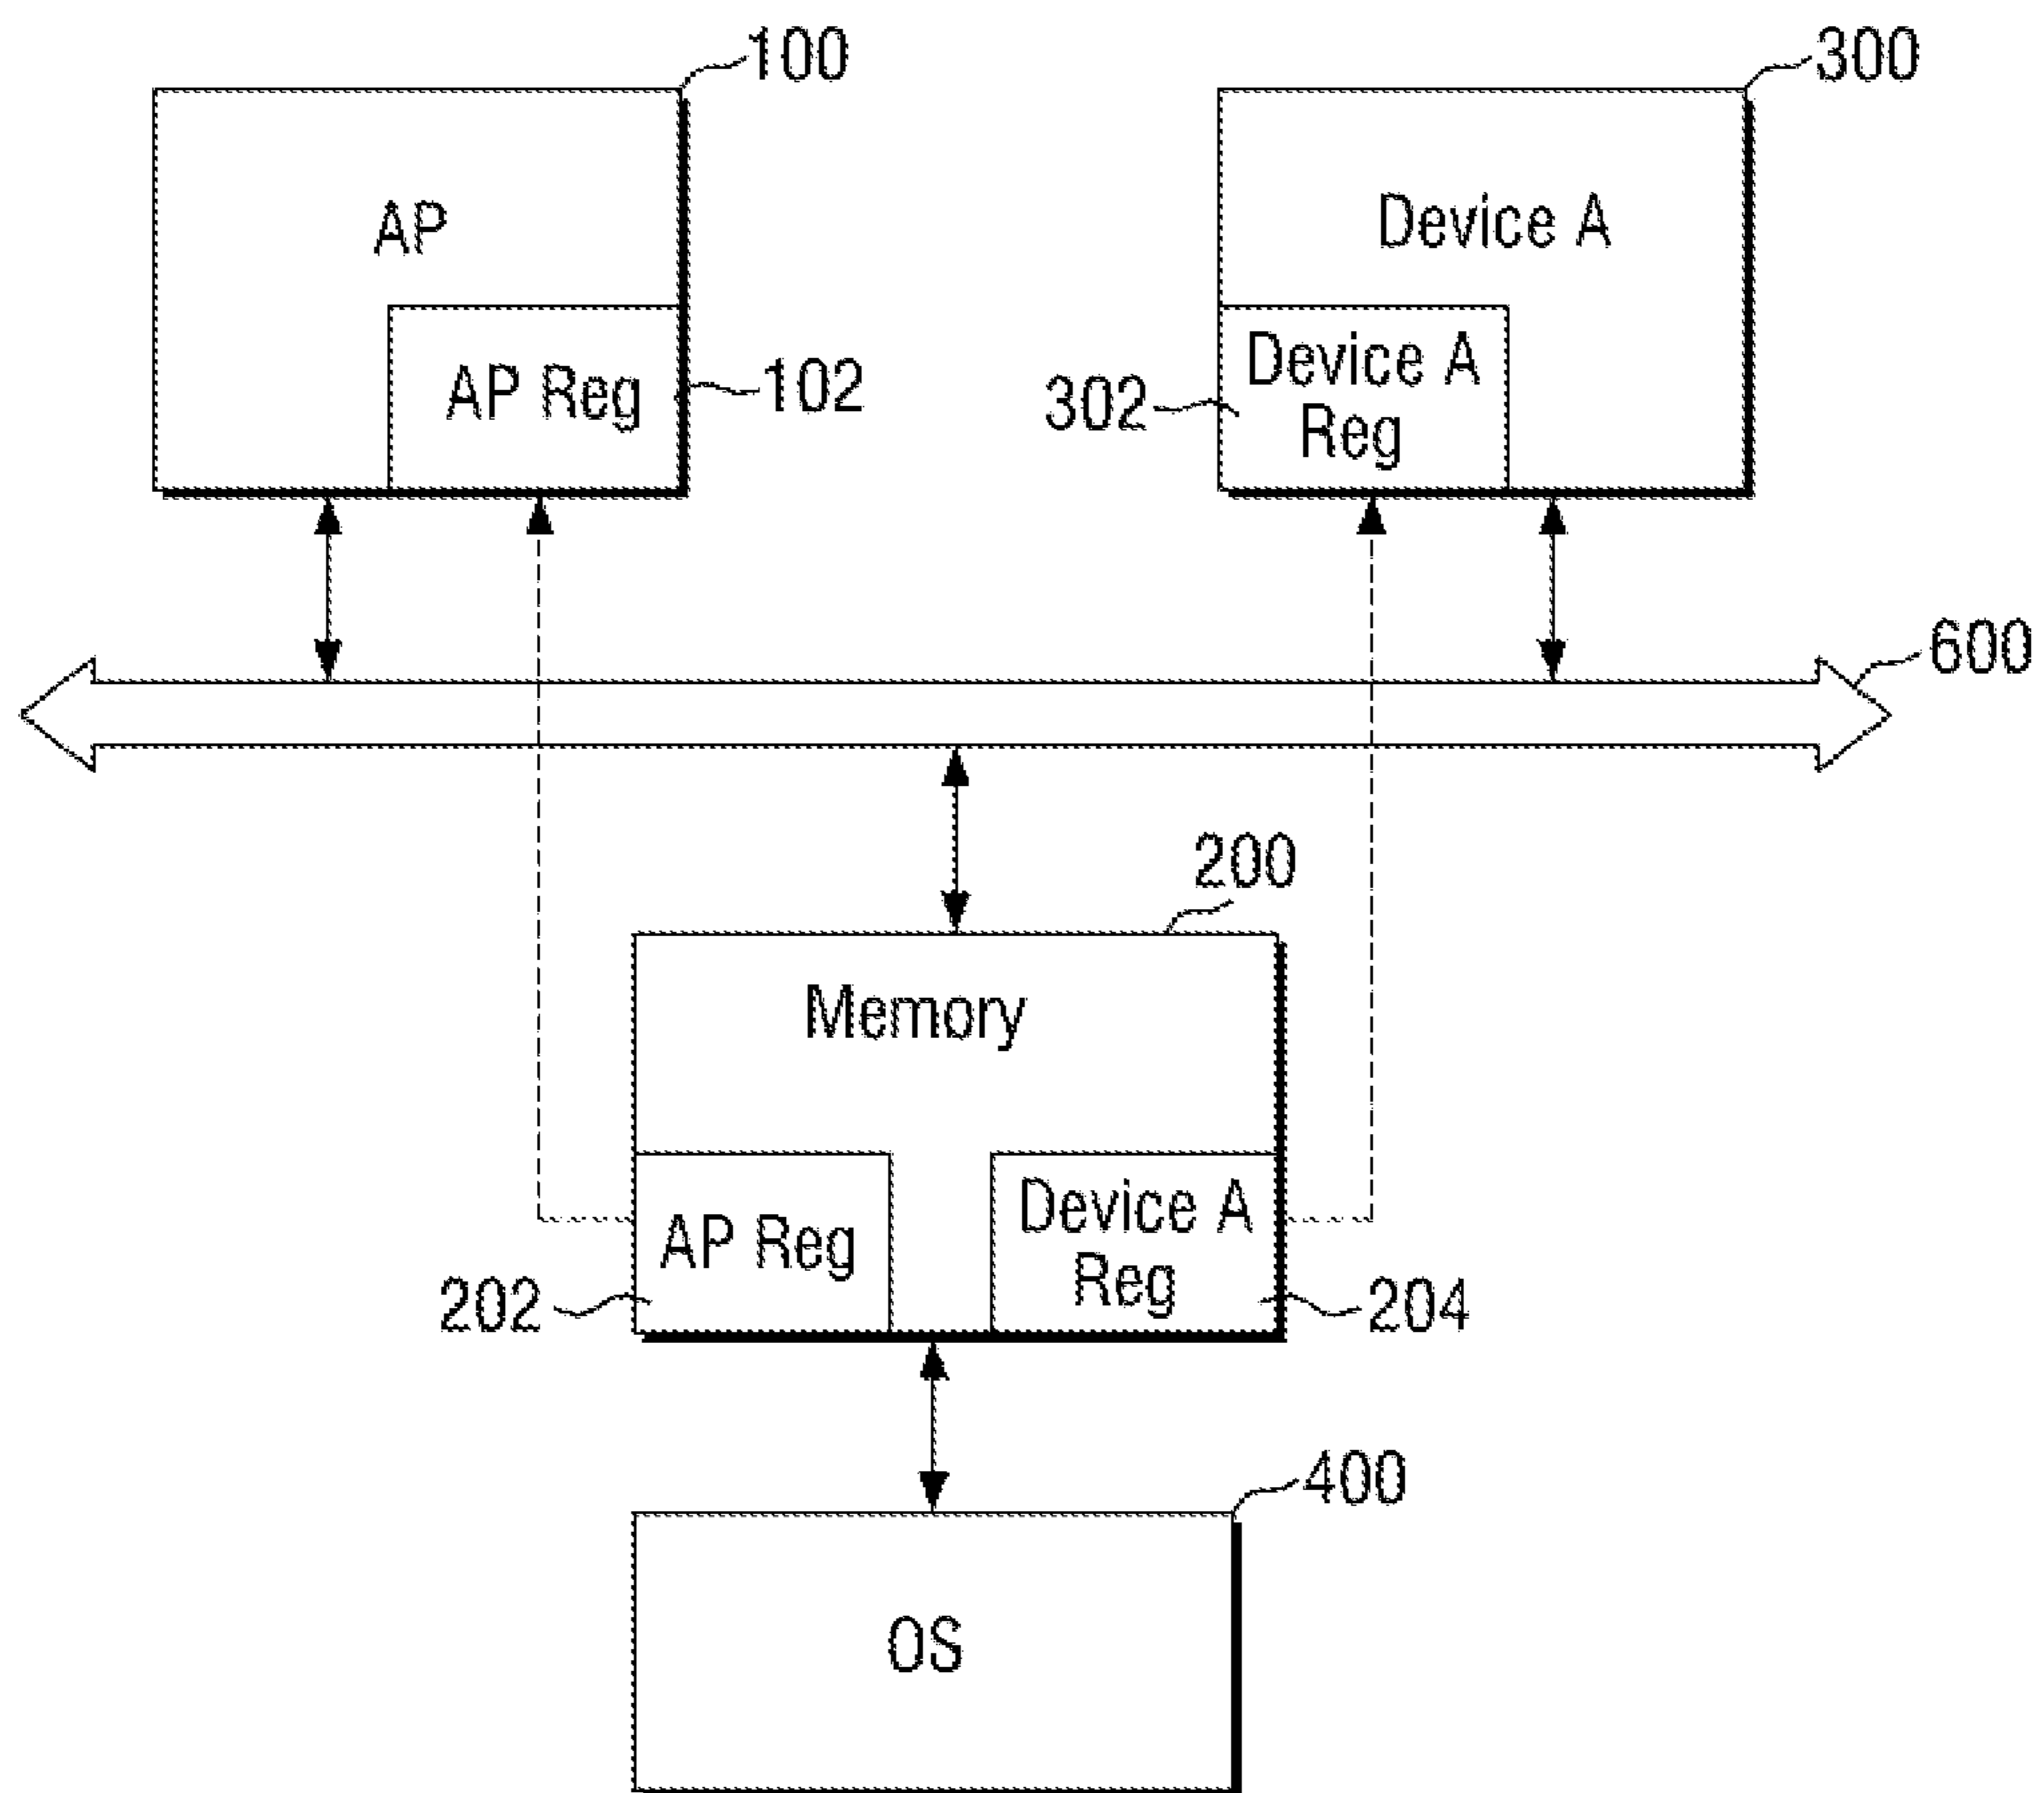 100
300
AP
Device A
AP Reg
102
302
Device A
Reg
600
200
Memory
AP Reg
Device A
Reg
202
204
400
OS